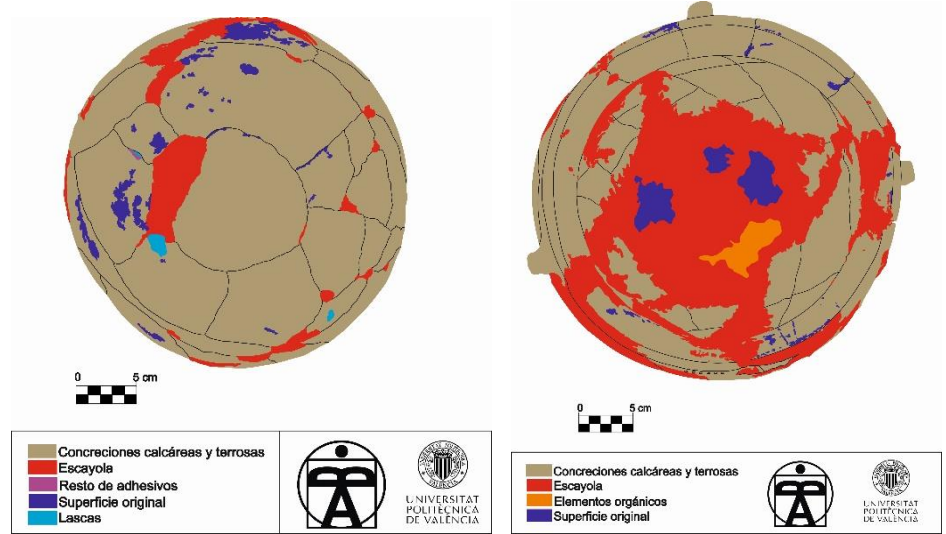 0 5 cm
Concreciones calcáreas y terrosas
Escayola
Resto de adhesivos
Superficie original
Lascas
UNIVERSITAT
POLITÈCNICA
DE VALÈNCIA
0 5 cm
Concreciones calcáreas y terrosas
Escayola
Elementos orgánicos
Superficie original
UNIVERSITAT
POLITÈCNICA
DE VALÈNCIA